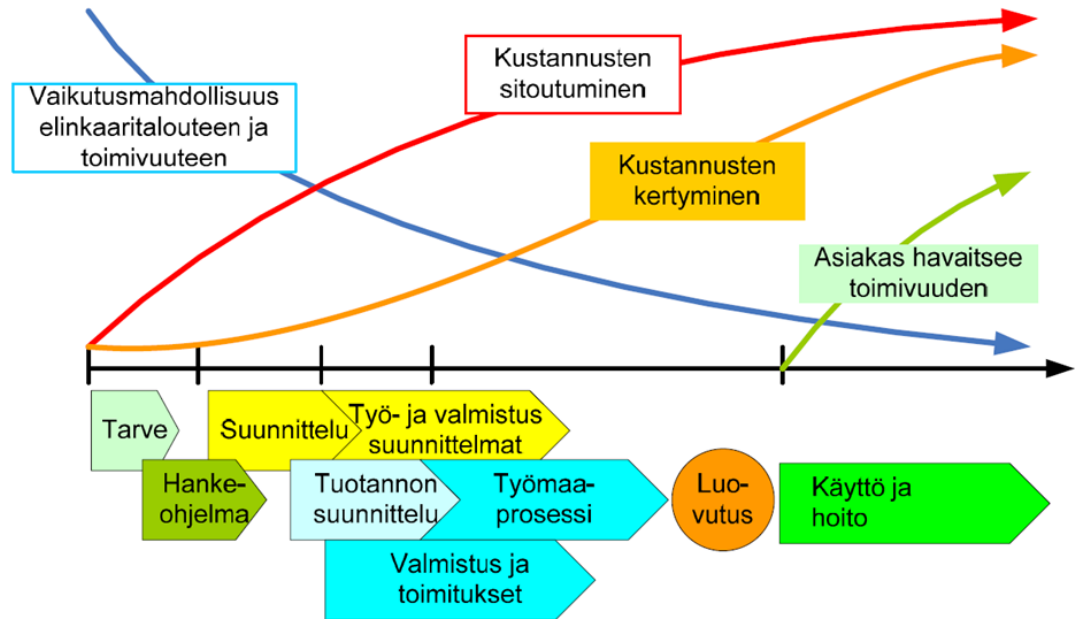 Vaikutusmahdollisuus
elinkaaritalouteen ja
toimivuuteen
Kustannusten
sitoutuminen
Kustannusten
kertyminen
Asiakas havaitsee
toimivuuden
Tarve
Suunnittelu
Työ- ja valmistus
suunnittelmat
Hanke-
ohjelma
Tuotannon
suunnittelu
Työmaa-
prosessi
Luo-
vutus
Käyttö ja
hoito
Valmistus ja
toimitukset